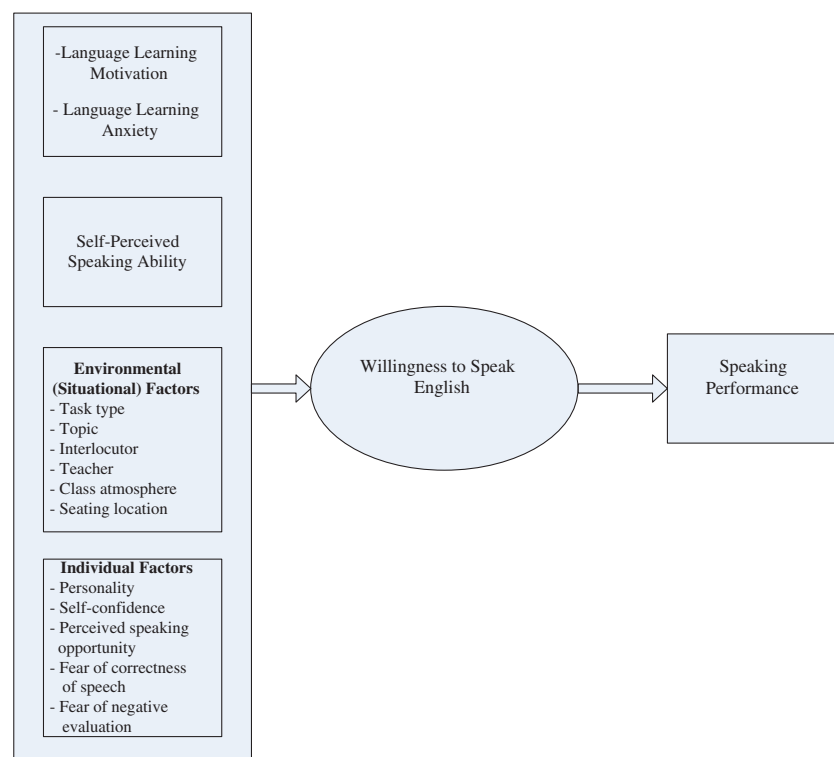 -Language Learning
Motivation
- Language Learning
Anxiety
Self-Perceived
Speaking Ability
Environmental
(Situational) Factors
- Task type
- Topic
- Interlocutor
- Teacher
- Class atmosphere
- Seating location
Individual Factors
- Personality
- Self-confidence
- Perceived speaking
opportunity
- Fear of correctness
of speech
- Fear of negative
evaluation
Willingness to Speak
English
Speaking
Performance